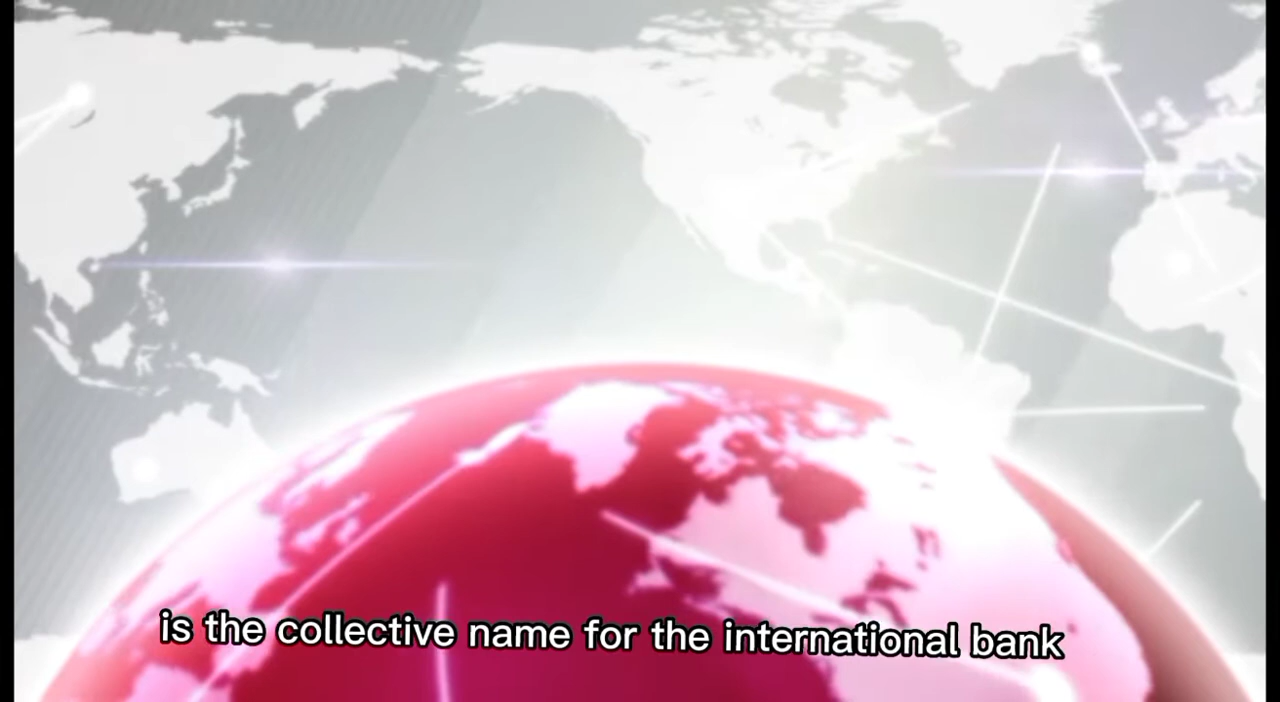 is the collective name for the international bank